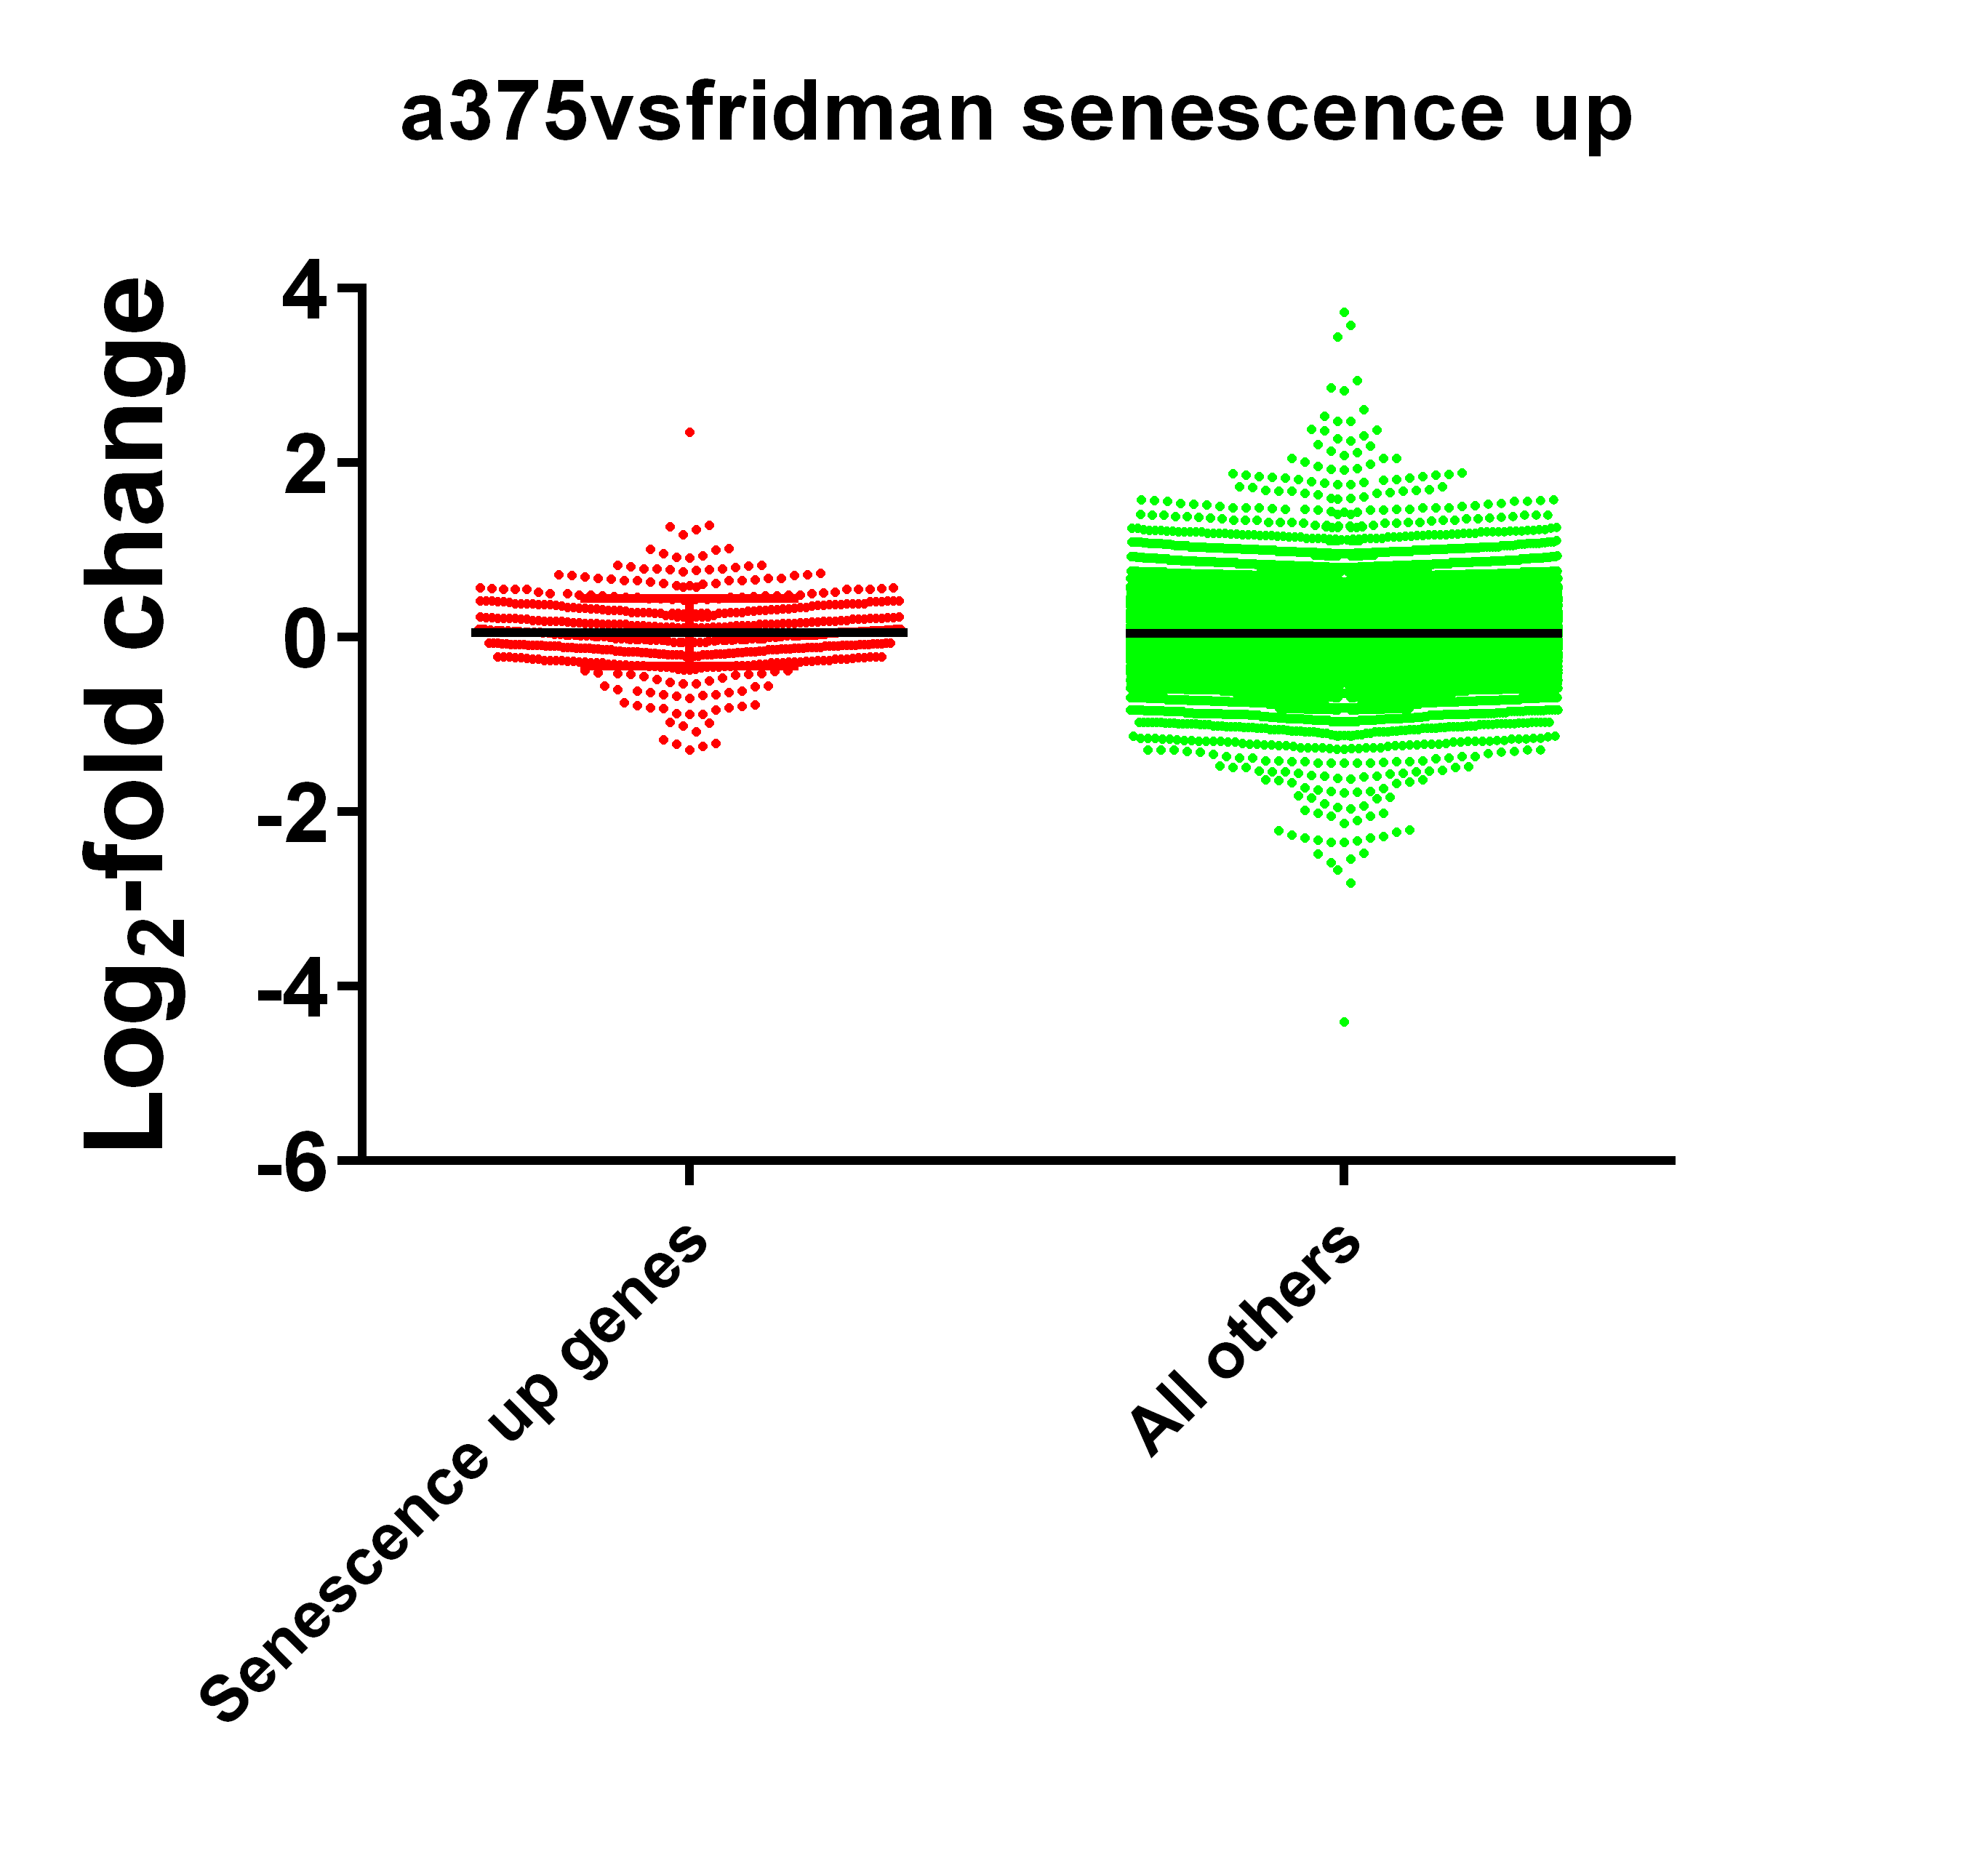 a375vsfridman senescence up
Log2-fold change
4
2
0
-2
-4
-6
Senescence up genes
All others